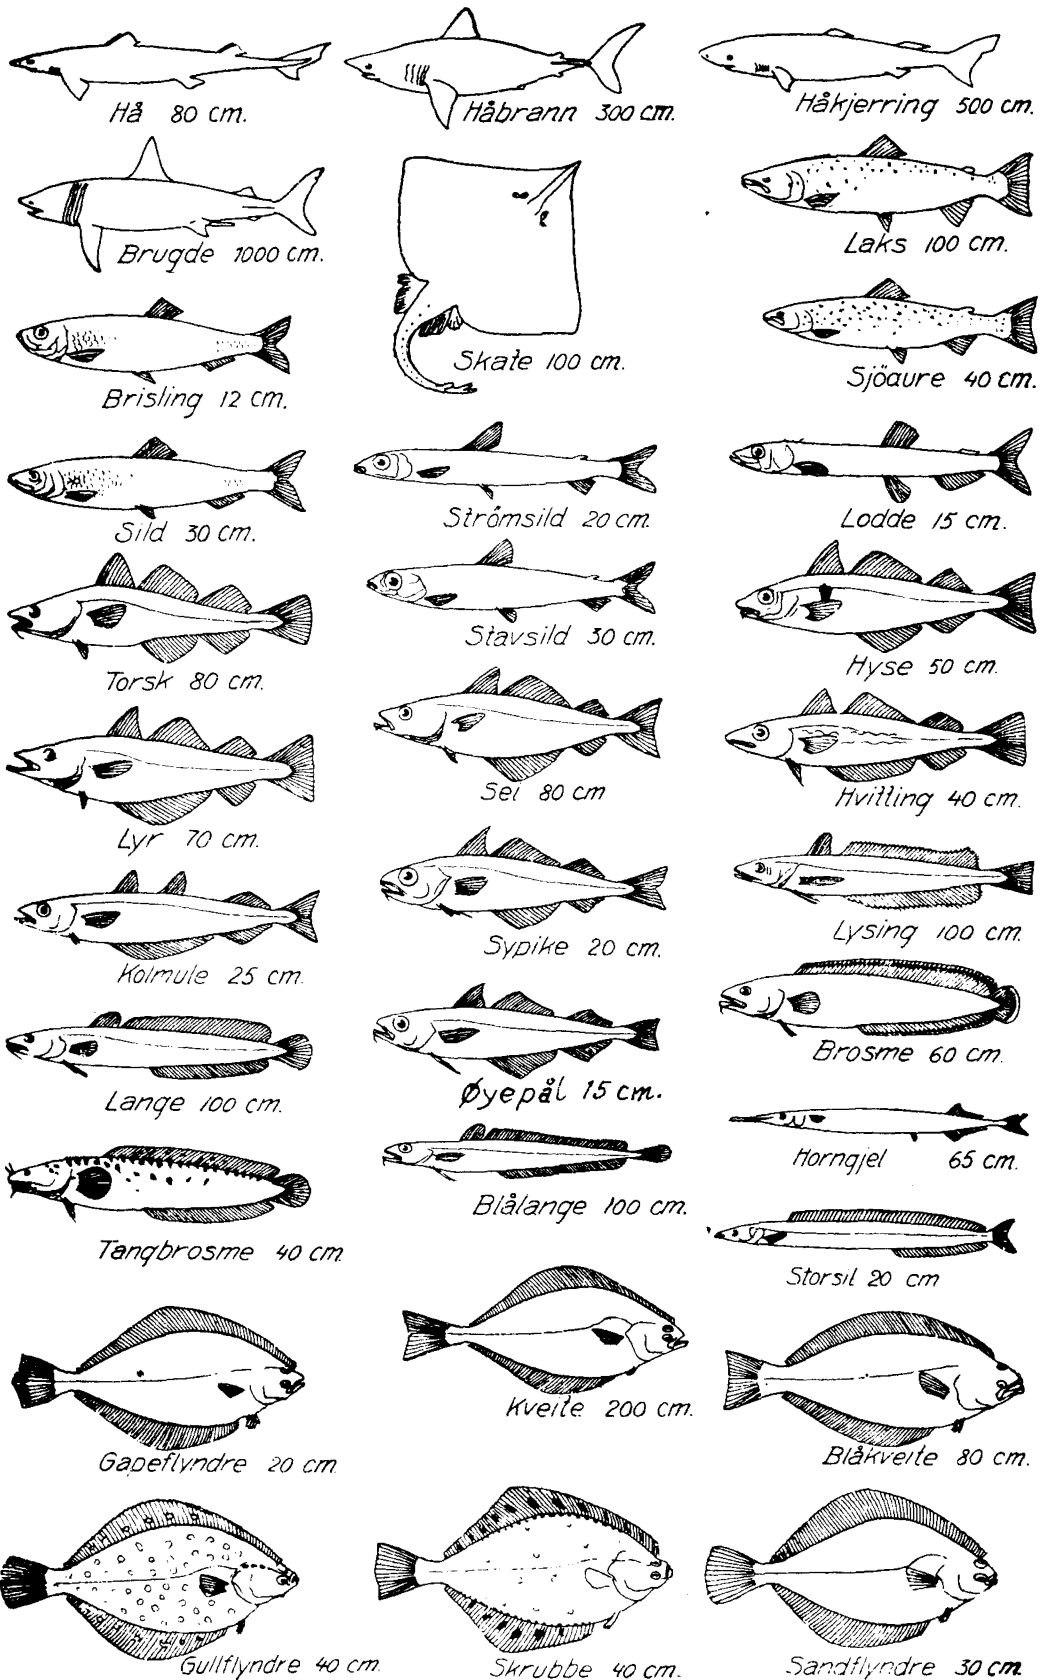 Hå 80 cm.
Håbrann 300 cm.
Håkjerring 500 cm.
Brugde 1000 cm.
Skate 100 cm.
Laks 100 cm.
Brisling 12 cm.
Sjöaure 40 cm.
Sild 30 cm.
Strömsild 20 cm.
Lodde 15 cm.
Torsk 80 cm.
Stavsild 30 cm.
Hyse 50 cm.
Lyr 70 cm.
Sei 80 cm
Hvitting 40 cm.
Kolmule 25 cm.
Sypike 20 cm.
Lysing 100 cm.
Lange 100 cm.
Øyepål 15 cm.
Brosme 60 cm.
Tangbrosme 40 cm
Blålange 100 cm.
Horngjel 65 cm.
Storsil 20 cm
Gapeflyndre 20 cm.
Kveite 200 cm.
Blåkveite 80 cm.
Gullflyndre 40 cm.
Skrubbe 40 cm.
Sandflyndre 30 cm